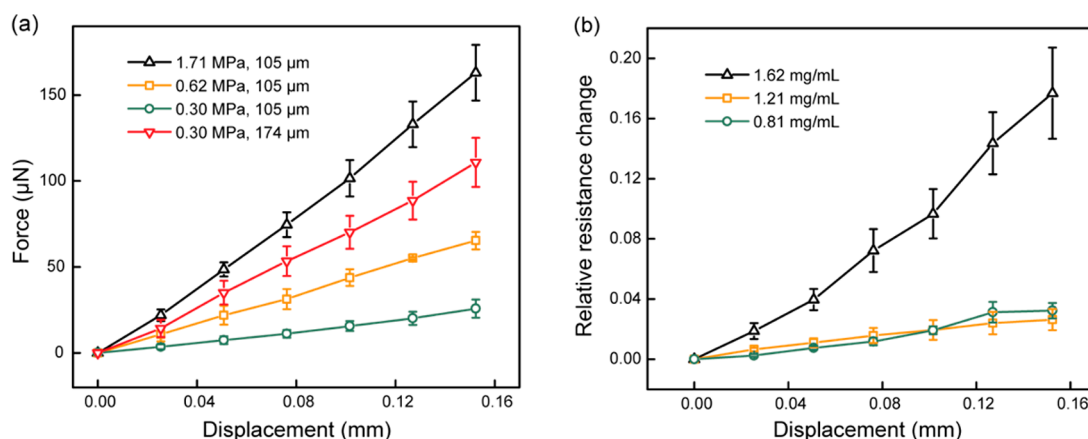 (a)
1.71 MPa, 105 μm
0.62 MPa, 105 μm
0.30 MPa, 105 μm
0.30 MPa, 174 μm
150
100
50
0
Force (μN)
0.00 0.04 0.08 0.12 0.16
Displacement (mm)
(b)
1.62 mg/mL
1.21 mg/mL
0.81 mg/mL
0.20
0.16
0.12
0.08
0.04
0.00
Relative resistance change
0.00 0.04 0.08 0.12 0.16
Displacement (mm)